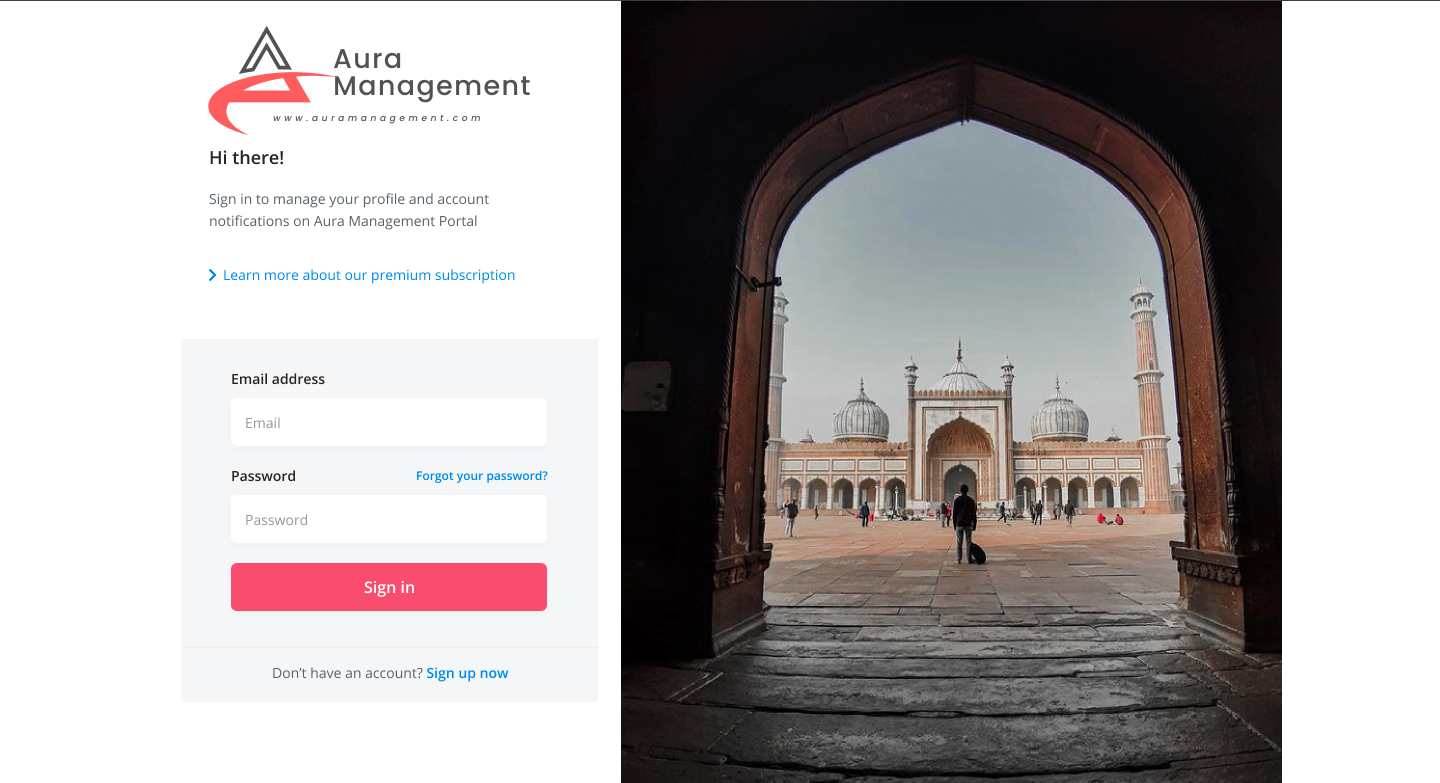 Aura
Management
www.auramanagement.com
Hi there!
Sign in to manage your profile and account
notifications on Aura Management Portal
Learn more about our premium subscription
Email address
Email
Password Forgot your password?
Password
Sign in
Don’t have an account? Sign up now